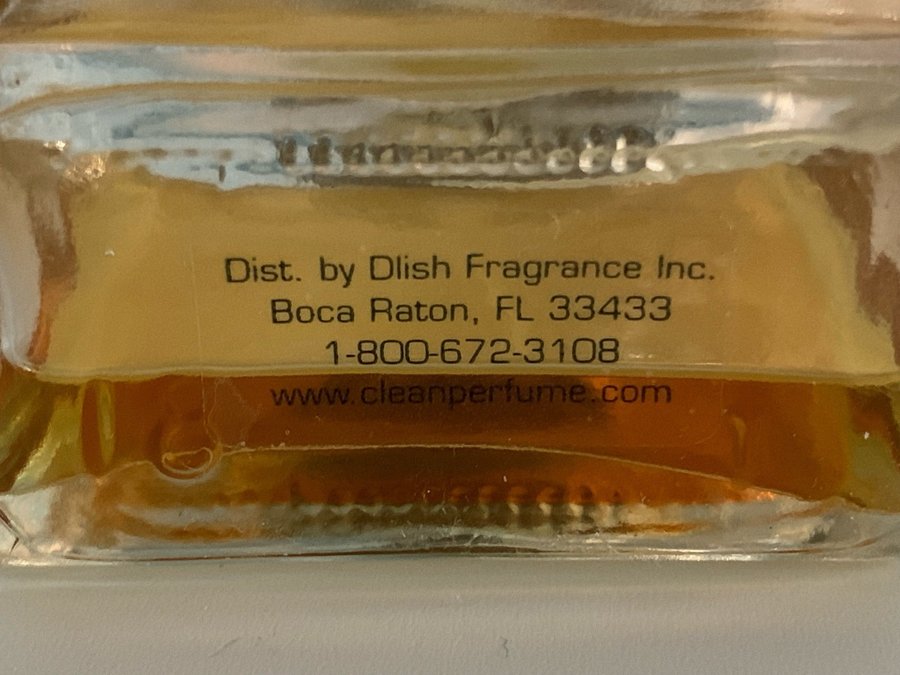 Dist. by Dlish Fragrance Inc.
Boca Raton, FL 33433
1-800-672-3108
www.cleanperfume.com